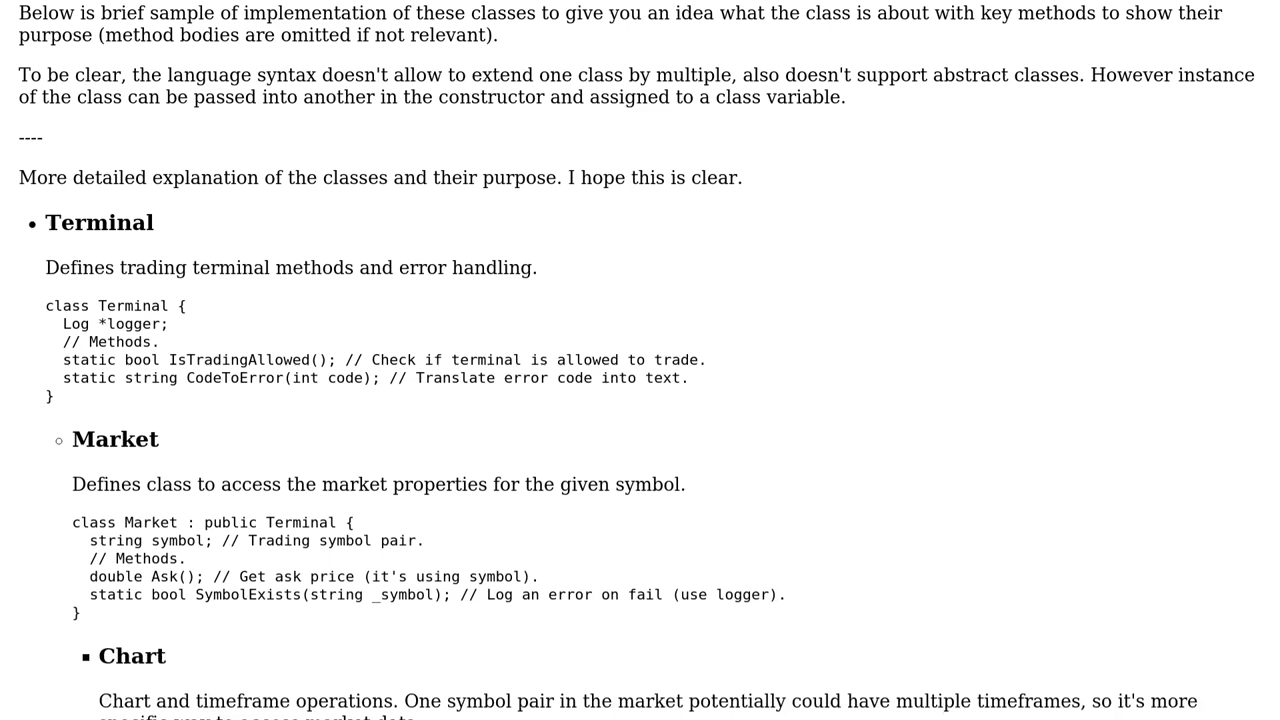 Below is brief sample of implementation of these classes to give you an idea what the class is about with key methods to show their
purpose (method bodies are omitted if not relevant).
To be clear, the language syntax doesn't allow to extend one class by multiple, also doesn't support abstract classes. However instance
of the class can be passed into another in the constructor and assigned to a class variable.
----
More detailed explanation of the classes and their purpose. I hope this is clear.
• Terminal
Defines trading terminal methods and error handling.
class Terminal {
  Log *logger;
  // Methods.
  static bool IsTradingAllowed(); // Check if terminal is allowed to trade.
  static string CodeToError(int code); // Translate error code into text.
}
◦ Market
Defines class to access the market properties for the given symbol.
class Market : public Terminal {
  string symbol; // Trading symbol pair.
  // Methods.
  double Ask(); // Get ask price (it's using symbol).
  static bool SymbolExists(string _symbol); // Log an error on fail (use logger).
}
▪ Chart
Chart and timeframe operations. One symbol pair in the market potentially could have multiple timeframes, so it's more